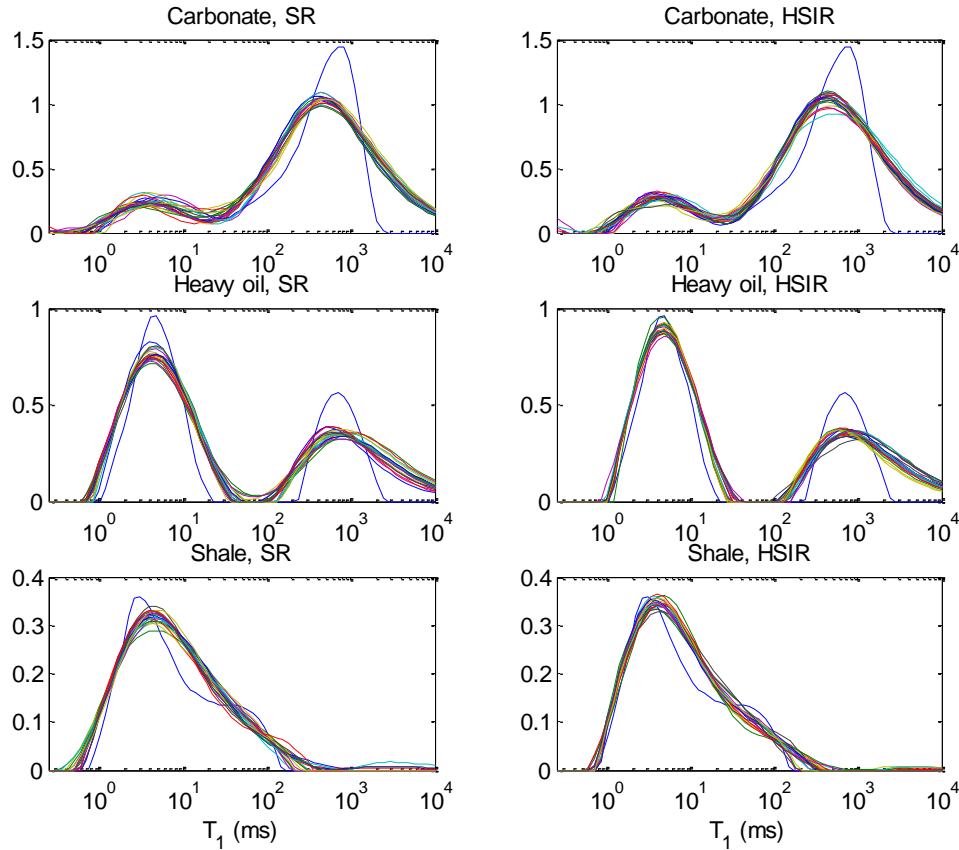 Carbonate, SR
1.5
1
0.5
0
10^0 10^1 10^2 10^3 10^4
Carbonate, HSIR
1.5
1
0.5
0
10^0 10^1 10^2 10^3 10^4
Heavy oil, SR
1
0.5
0
10^0 10^1 10^2 10^3 10^4
Heavy oil, HSIR
1
0.5
0
10^0 10^1 10^2 10^3 10^4
Shale, SR
0.4
0.3
0.2
0.1
0
10^0 10^1 10^2 10^3 10^4
T_1 (ms)
Shale, HSIR
0.4
0.3
0.2
0.1
0
10^0 10^1 10^2 10^3 10^4
T_1 (ms)